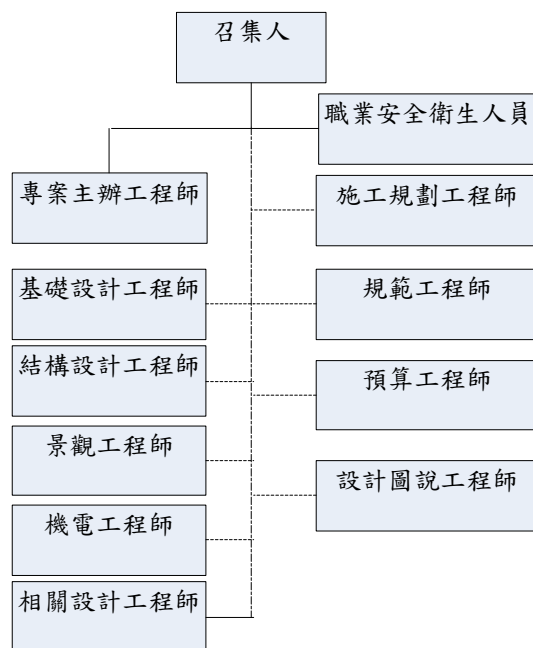 召集人
職業安全衛生人員
專案主辦工程師
施工規劃工程師
基礎設計工程師
規範工程師
結構設計工程師
預算工程師
景觀工程師
設計圖說工程師
機電工程師
相關設計工程師